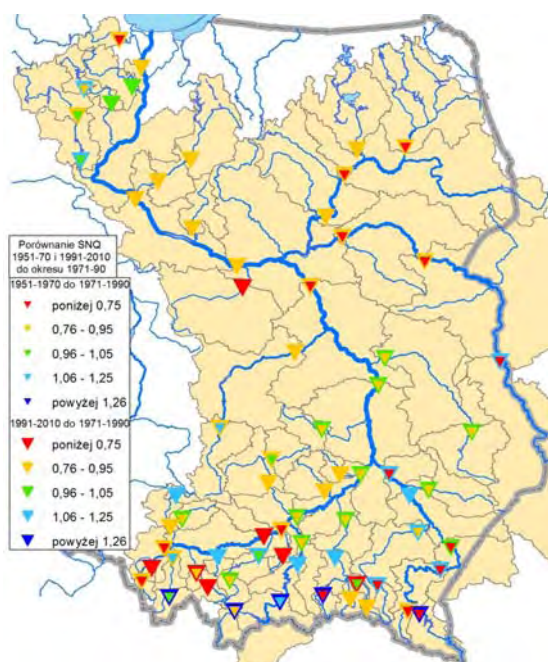 Porównanie SNQ
1951-70 i 1991-2010
do okresu 1971-90
1951-1970 do 1971-1990
poniżej 0,75
0,76 - 0,95
0,96 - 1,05
1,06 - 1,25
powyżej 1,26
1991-2010 do 1971-1990
poniżej 0,75
0,76 - 0,95
0,96 - 1,05
1,06 - 1,25
powyżej 1,26